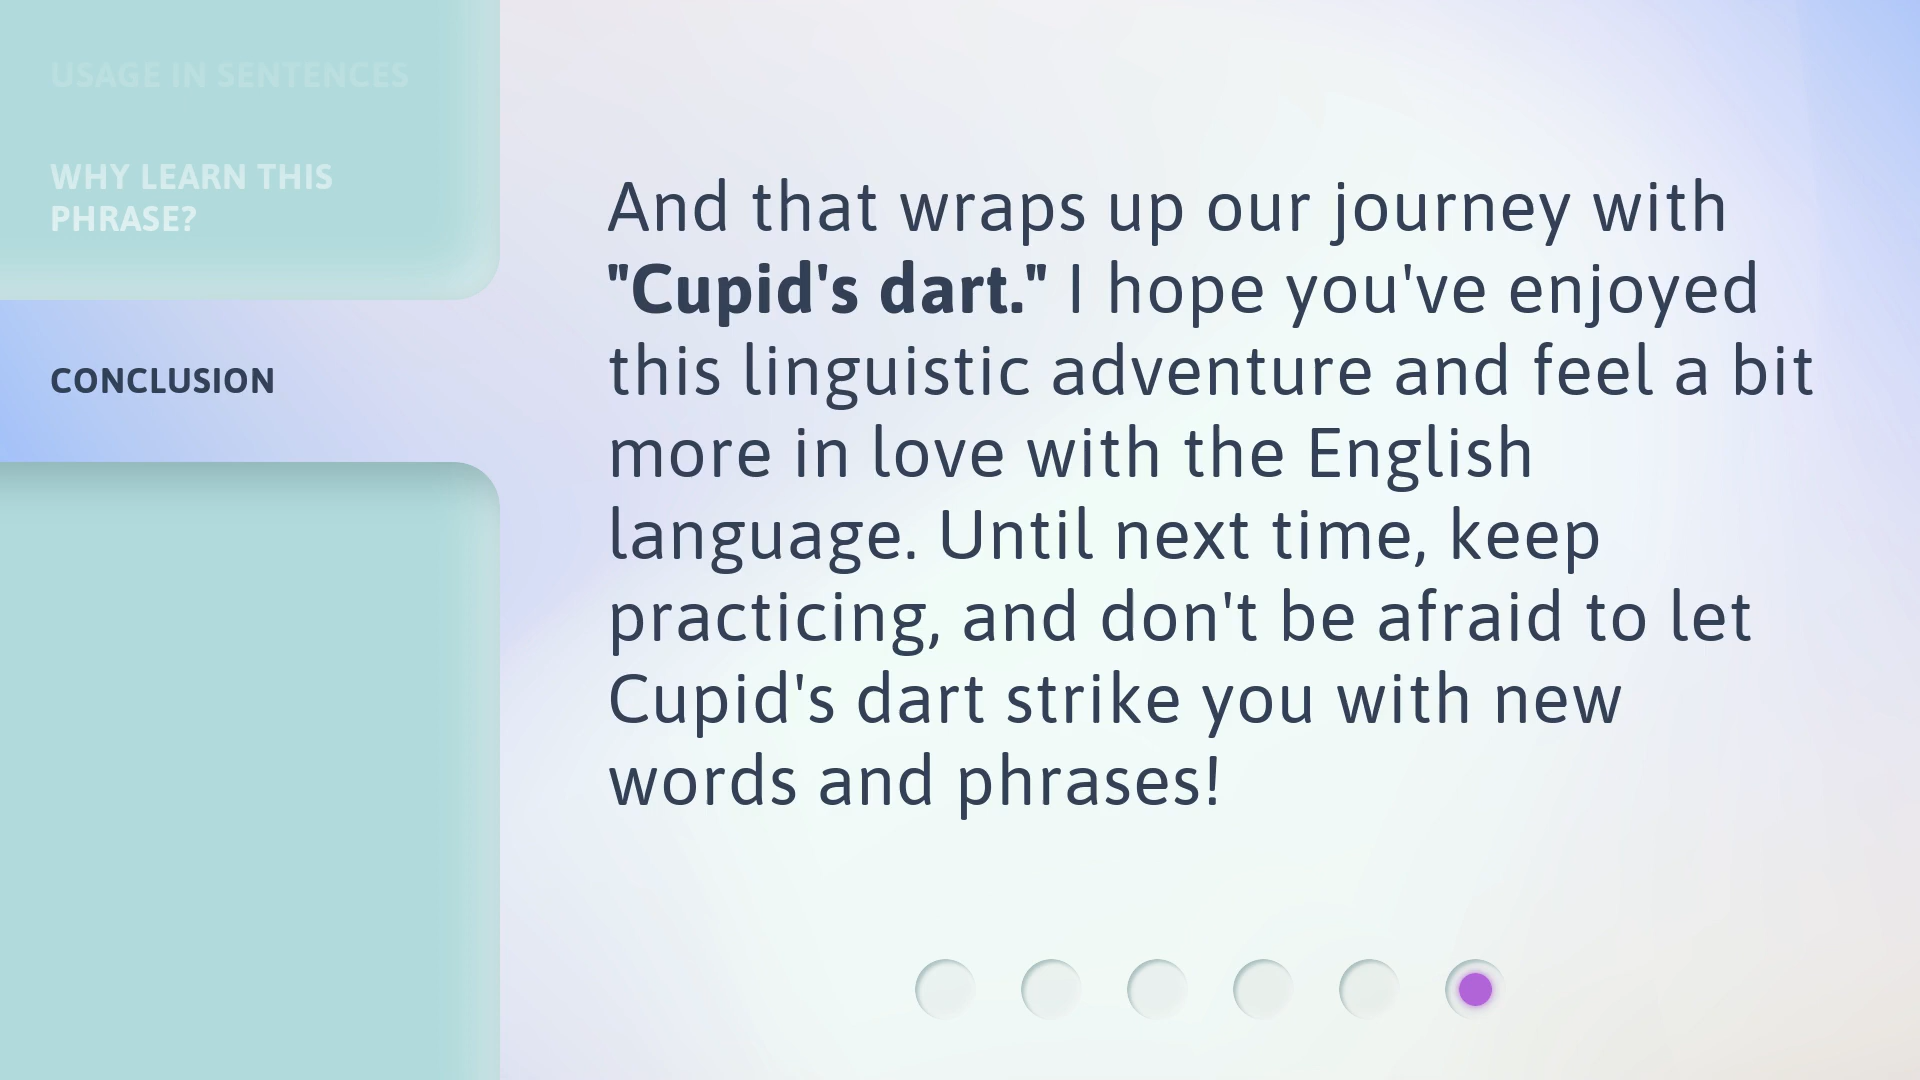 USAGE IN SENTENCES
WHY LEARN THIS
PHRASE?
CONCLUSION
And that wraps up our journey with
"Cupid's dart." I hope you've enjoyed
this linguistic adventure and feel a bit
more in love with the English
language. Until next time, keep
practicing, and don't be afraid to let
Cupid's dart strike you with new
words and phrases!